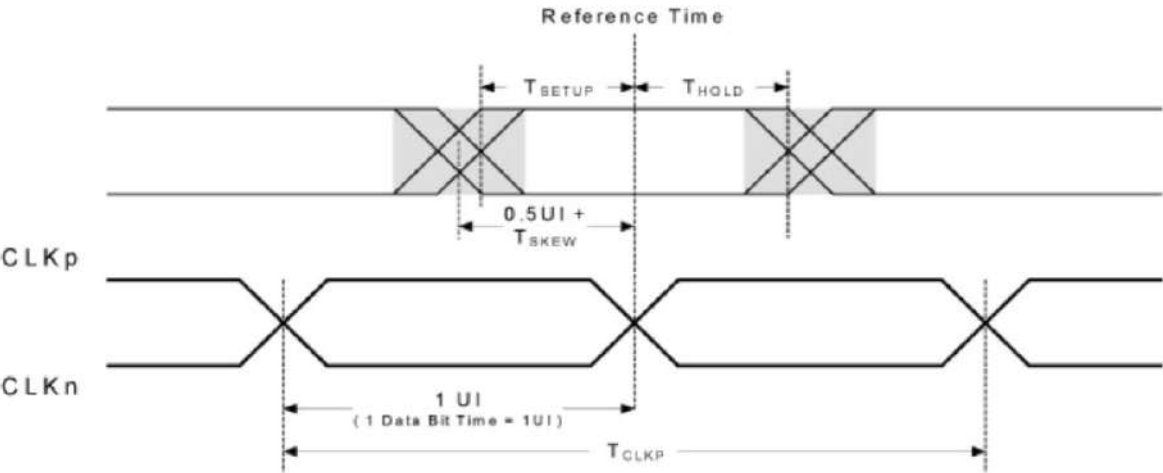 Reference Time
TSETUP
THOLD
0.5UI +
TSKEW
CLKp
CLKn
1 UI
( 1 Data Bit Time = 1UI )
TCLKP